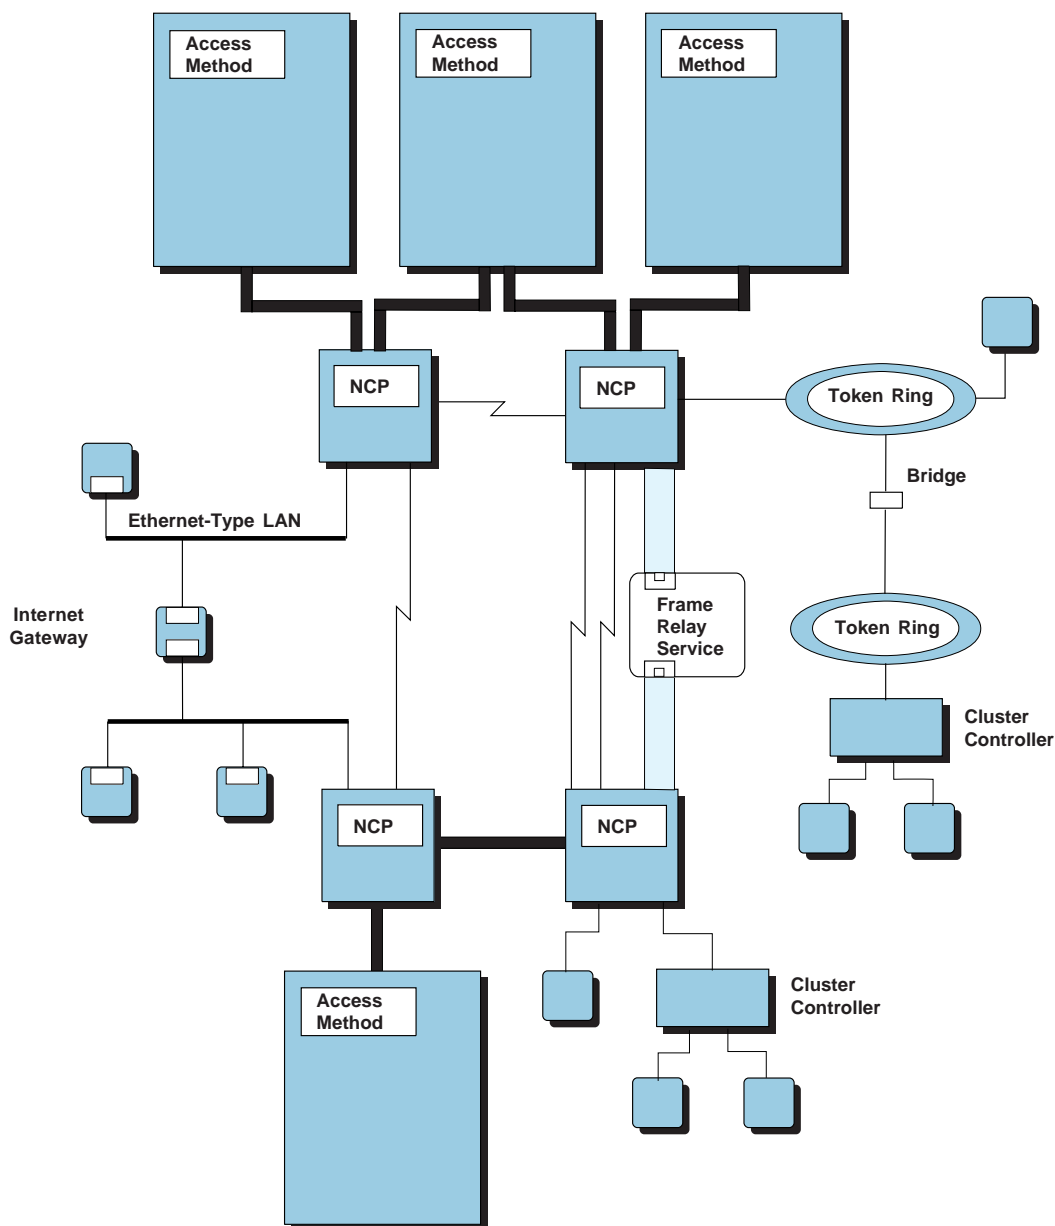 Access
Method
Access
Method
Access
Method
NCP
NCP
Token Ring
Bridge
Ethernet-Type LAN
Internet
Gateway
Frame
Relay
Service
Token Ring
Cluster
Controller
NCP
NCP
Access
Method
Cluster
Controller